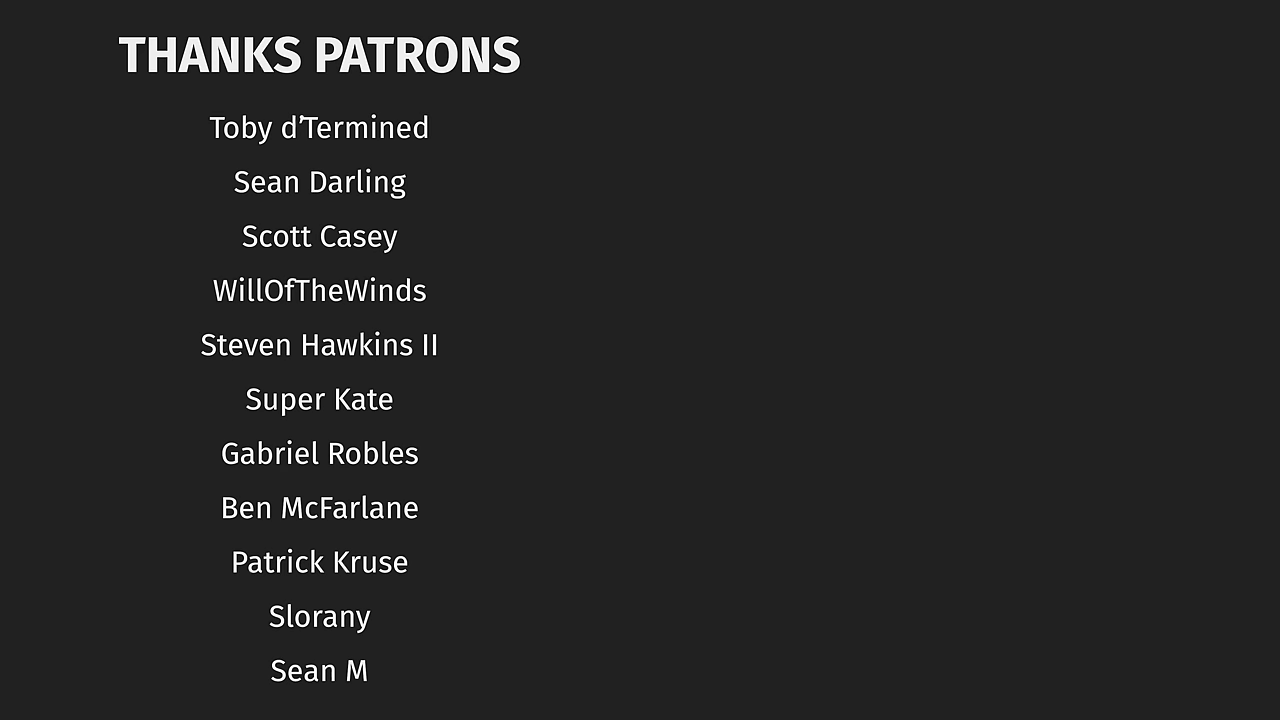 THANKS PATRONS
Toby d’Termined
Sean Darling
Scott Casey
WillOfTheWinds
Steven Hawkins II
Super Kate
Gabriel Robles
Ben McFarlane
Patrick Kruse
Slorany
Sean M